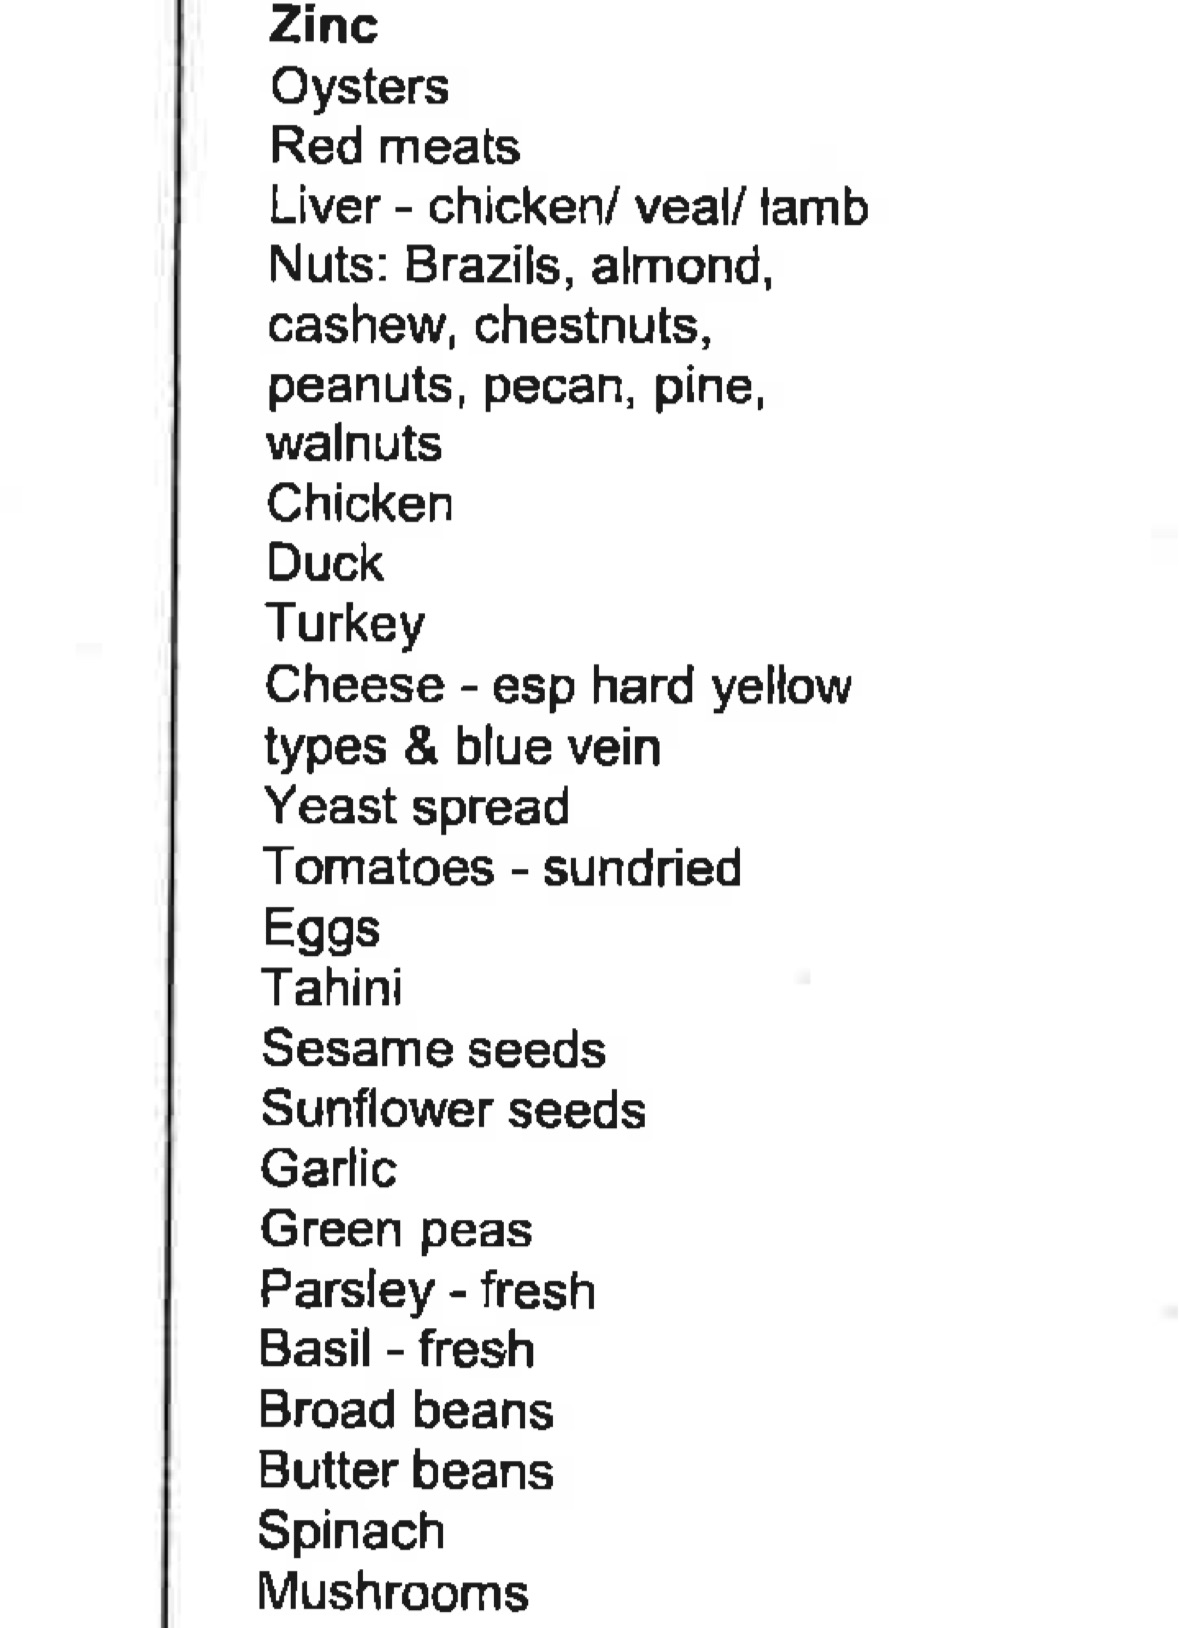 Zinc
Oysters
Red meats
Liver - chicken/ veal/ lamb
Nuts: Brazils, almond,
cashew, chestnuts,
peanuts, pecan, pine,
walnuts
Chicken
Duck
Turkey
Cheese - esp hard yellow
types & blue vein
Yeast spread
Tomatoes - sundried
Eggs
Tahini
Sesame seeds
Sunflower seeds
Garlic
Green peas
Parsley - fresh
Basil - fresh
Broad beans
Butter beans
Spinach
Mushrooms